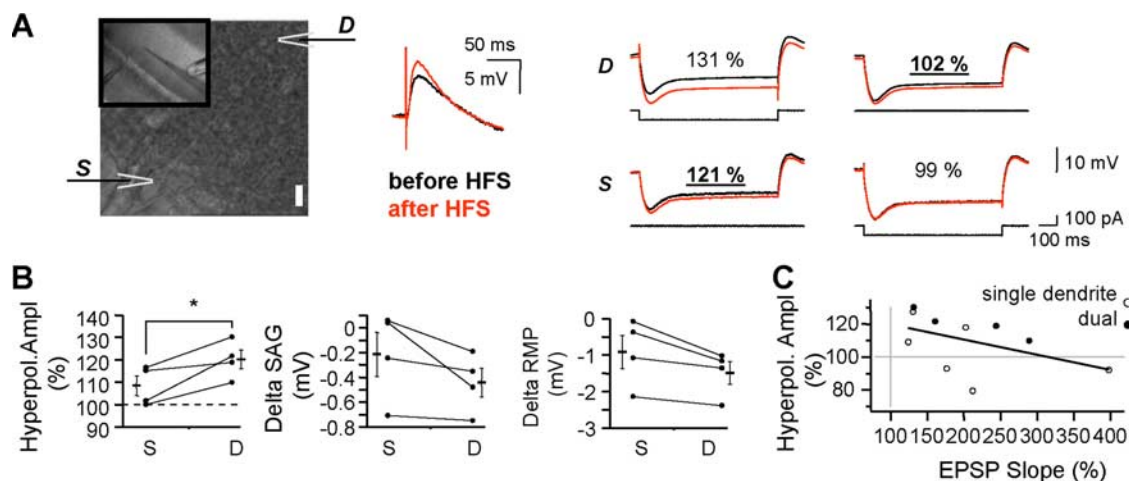 A
D
S
50 ms
5 mV
before HFS
after HFS
D
131 %
102 %
S
121 %
99 %
10 mV
100 pA
100 ms
B
Hyperpol.Ampl
(%)
140
130
120
110
100
90
*
S D
Delta SAG
(mV)
0
-0.2
-0.4
-0.6
-0.8
S D
Delta RMP
(mV)
0
-1
-2
-3
S D
C
Hyperpol. Ampl
(%)
120
100
80
single dendrite
dual
100 150 200 250 300 350 400
EPSP Slope (%)